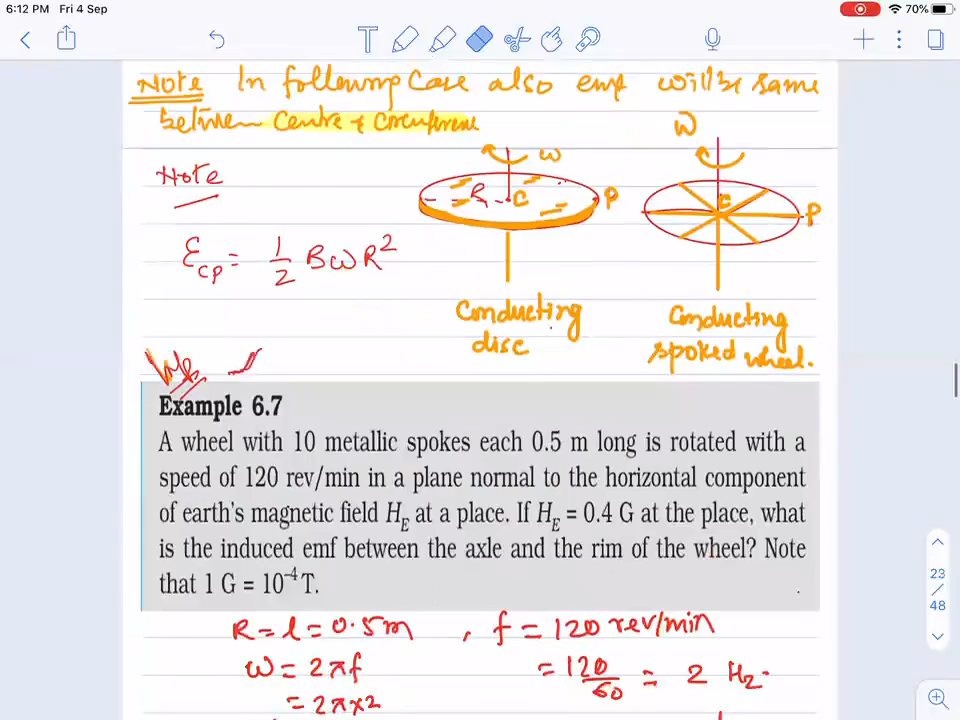 6:12 PM Fri 4 Sep
70%
Note In following Case also emf will be same
between Centre & Circumference
Note
ω
ω
R
C
P
C
P
ε_cp = 1/2 BωR²
Conducting
disc
Conducting
spoked wheel.
Example 6.7
A wheel with 10 metallic spokes each 0.5 m long is rotated with a
speed of 120 rev/min in a plane normal to the horizontal component
of earth's magnetic field H_E at a place. If H_E = 0.4 G at the place, what
is the induced emf between the axle and the rim of the wheel? Note
that 1 G = 10⁻⁴ T.
R = l = 0.5m , f = 120 rev/min
ω = 2πf = 120/60 = 2 Hz
= 2π×2
23
/
48